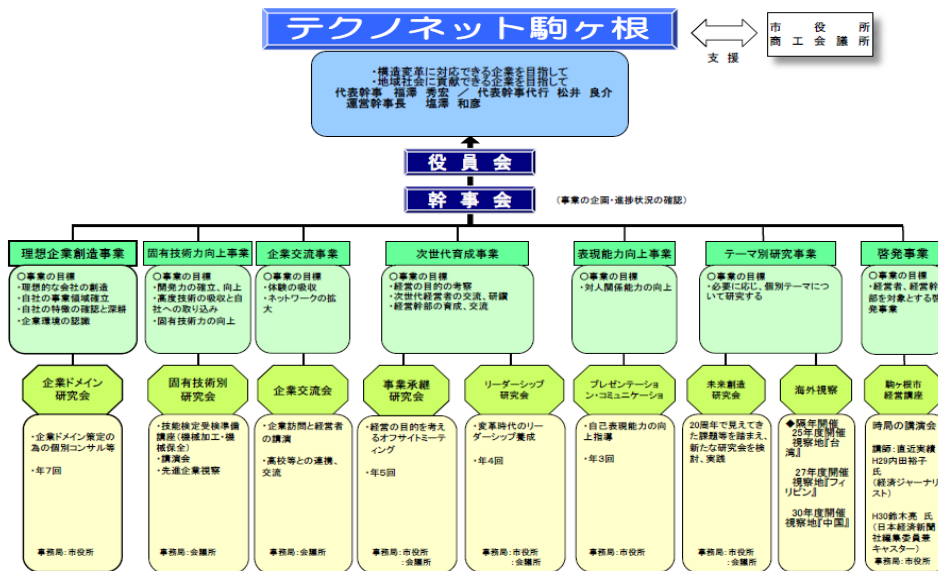 テクノネット駒ヶ根
市役所
商工会議所
支援
・構造変革に対応できる企業を目指して
・地域社会に貢献できる企業を目指して
代表幹事 福澤 秀宏 ／ 代表幹事代行 松井 良介
運営幹事長 塩澤 和彦
役員会
幹事会
(事業の企画・進捗状況の確認)
理想企業創造事業
○事業の目標
・理想的な会社の創造
・自社の事業領域確立
・自社の特徴の確認と深耕
・企業環境の認識
固有技術力向上事業
○事業の目標
・開発力の確立、向上
・高度技術の吸収と自
社への取り込み
・固有技術力の向上
企業交流事業
○事業の目標
・体験の吸収
・ネットワークの拡
大
次世代育成事業
○事業の目標
・経営の目的の考察
・次世代経営者の交流、研鑽
・経営幹部の育成、交流
表現能力向上事業
○事業の目標
・対人関係能力の向上
テーマ別研究事業
○事業の目標
・必要に応じ、個別テーマにつ
いて研究する
啓発事業
○事業の目標
・経営者、経営幹
部を対象とする啓
発事業
企業ドメイン
研究会
・企業ドメイン策定の
為の個別コンサル等
・年7回
事務局：市役所
固有技術別
研究会
・技能検定受検準備
講座(機械加工・機
械保全)
・講演会
・先進企業視察
事務局：会議所
企業交流会
・企業訪問と経営者
の講演
・高校等との連携、
交流
事務局：会議所
事業承継
研究会
・経営の目的を考
えるオフサイトミーティ
ング
・年5回
事務局：市役所
：会議所
リーダーシップ
研究会
・変革時代のリー
ダーシップ養成
・年4回
事務局：市役所
：会議所
プレゼンテーショ
ン・コミュニケーショ
・自己表現能力の向
上指導
・年3回
事務局：市役所
未来創造
研究会
20周年で見えてき
た課題等を踏まえ、
新たな研究会を検
討、実践
事務局：市役所
：会議所
海外視察
◆隔年開催
25年度開催
視察地『台
湾』
27年度開催
視察地『フィ
リピン』
30年度開催
視察地『中国』
駒ヶ根市
経営講座
時局の講演会
講師：直近実績
H29内田裕子
氏
(経済ジャーナリ
スト)
H30鈴木亮 氏
(日本経済新聞
社編集委員兼
キャスター)
事務局：市役所